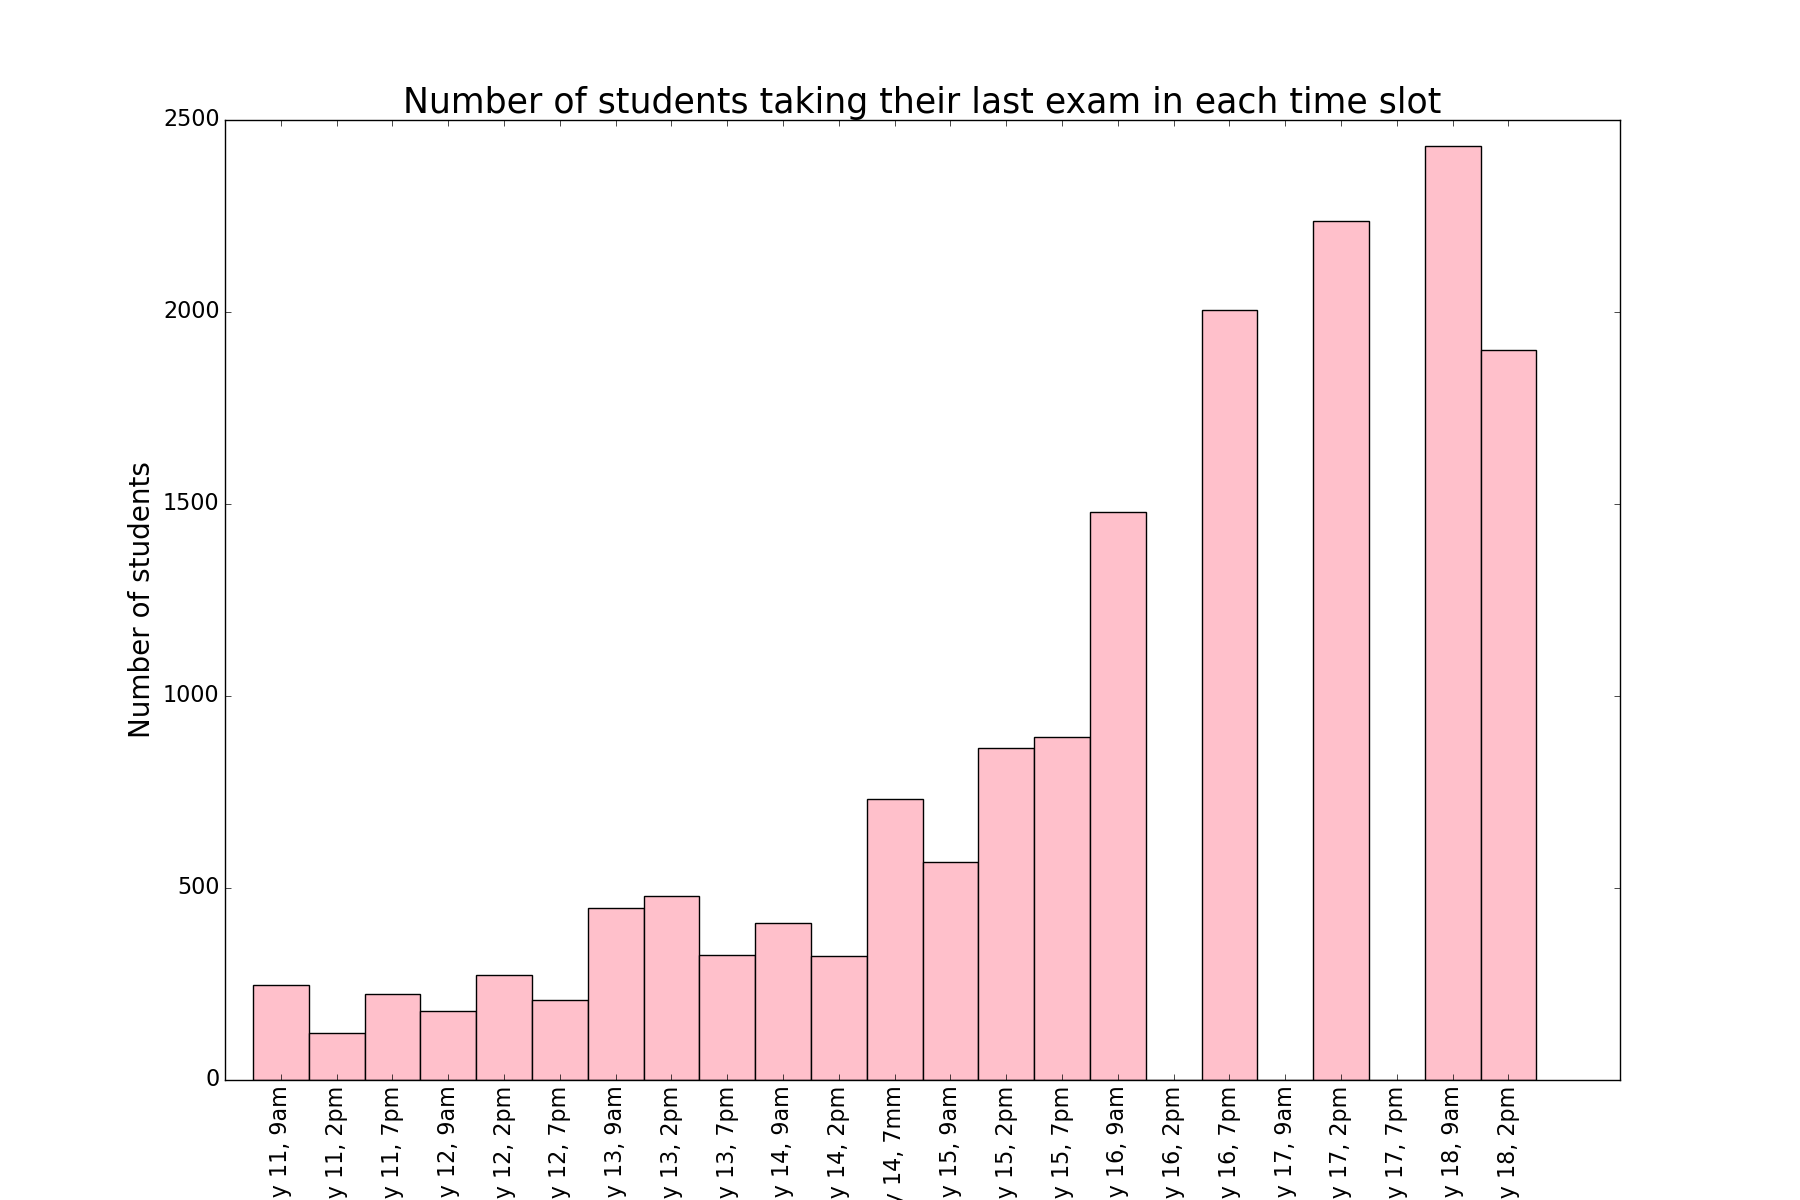 Number of students taking their last exam in each time slot
2500
2000
1500
1000
500
0
Number of students
y 11, 9am
y 11, 2pm
y 11, 7pm
y 12, 9am
y 12, 2pm
y 12, 7pm
y 13, 9am
y 13, 2pm
y 13, 7pm
y 14, 9am
y 14, 2pm
y 14, 7mm
y 15, 9am
y 15, 2pm
y 15, 7pm
y 16, 9am
y 16, 2pm
y 16, 7pm
y 17, 9am
y 17, 2pm
y 17, 7pm
y 18, 9am
y 18, 2pm